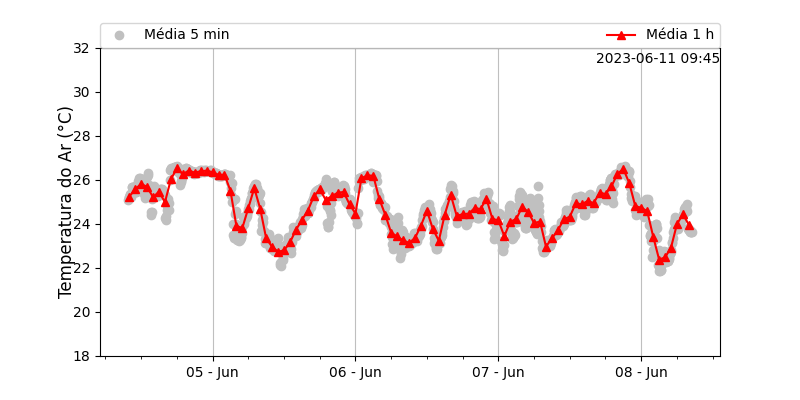 Média 5 min
Média 1 h
2023-06-11 09:45
Temperatura do Ar (°C)
32
30
28
26
24
22
20
18
05 - Jun
06 - Jun
07 - Jun
08 - Jun